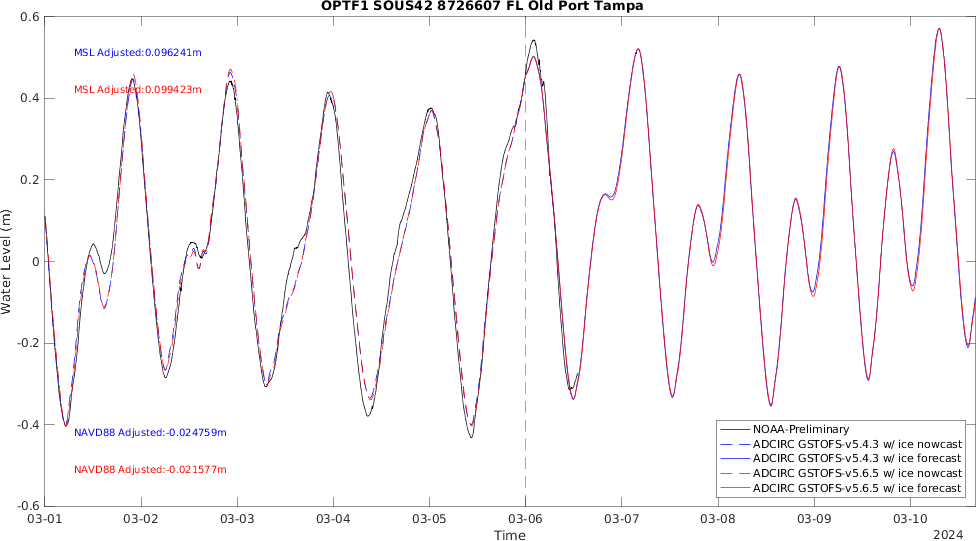 OPTF1 SOUS42 8726607 FL Old Port Tampa
0.6
0.4
0.2
0
-0.2
-0.4
-0.6
Water Level (m)
MSL Adjusted:0.096241m
MSL Adjusted:0.099423m
NAVD88 Adjusted:-0.024759m
NAVD88 Adjusted:-0.021577m
NOAA-Preliminary
ADCIRC GSTOFS-v5.4.3 w/ ice nowcast
ADCIRC GSTOFS-v5.4.3 w/ ice forecast
ADCIRC GSTOFS-v5.6.5 w/ ice nowcast
ADCIRC GSTOFS-v5.6.5 w/ ice forecast
03-01 03-02 03-03 03-04 03-05 03-06 03-07 03-08 03-09 03-10
Time
2024